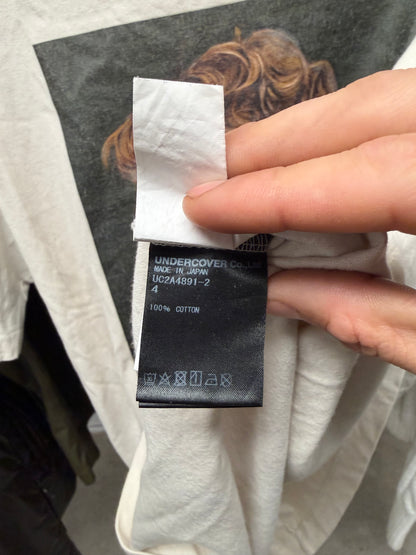 UNDERCOVER Co.,Ltd
MADE IN JAPAN
UC2A4891-2
4
100% COTTON